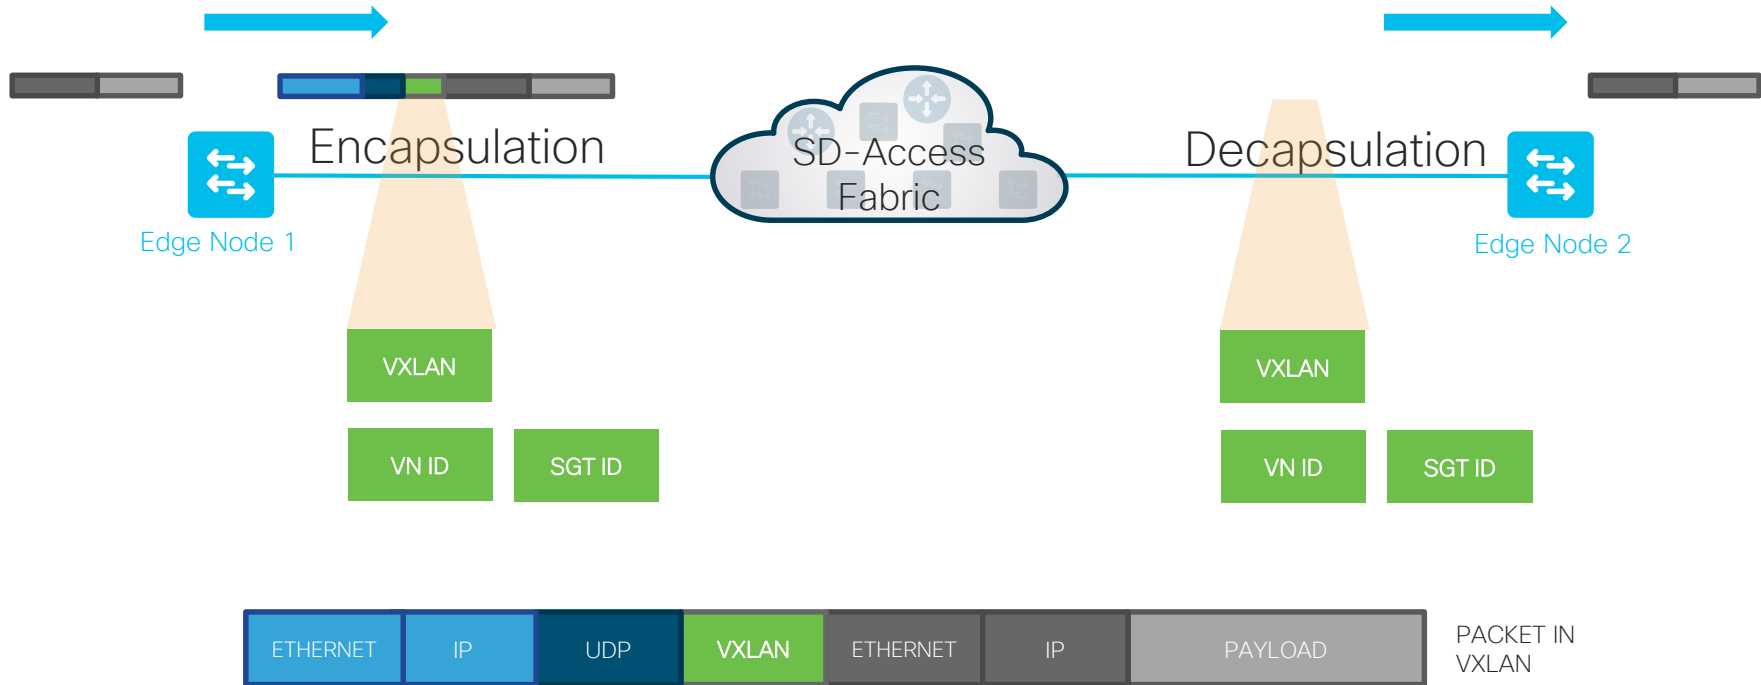 Encapsulation
SD-Access
Fabric
Decapsulation
Edge Node 1
Edge Node 2
VXLAN
VXLAN
VN ID
SGT ID
VN ID
SGT ID
ETHERNET
IP
UDP
VXLAN
ETHERNET
IP
PAYLOAD
PACKET IN
VXLAN